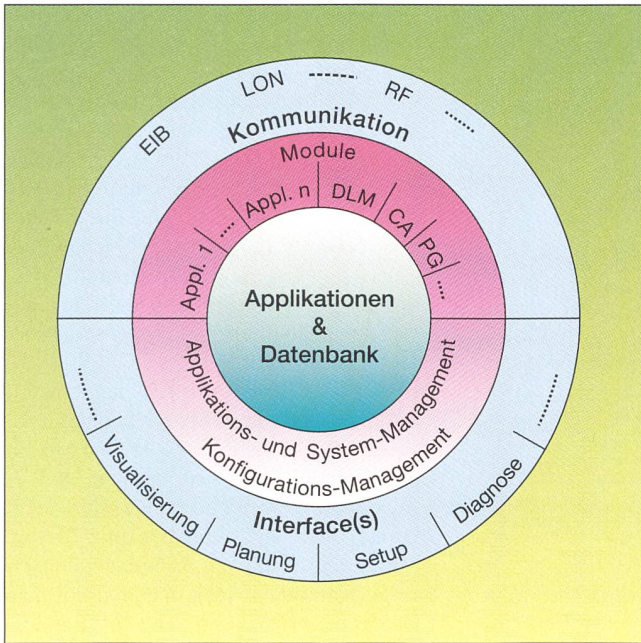 EIB LON ------ RF ......
Kommunikation
Module
Appl. 1 .... Appl. n DLM CA PG ....
Applikationen
&
Datenbank
Applikations- und System-Management
Konfigurations-Management
Interface(s)
.......... Visualisierung Planung Setup Diagnose ..........